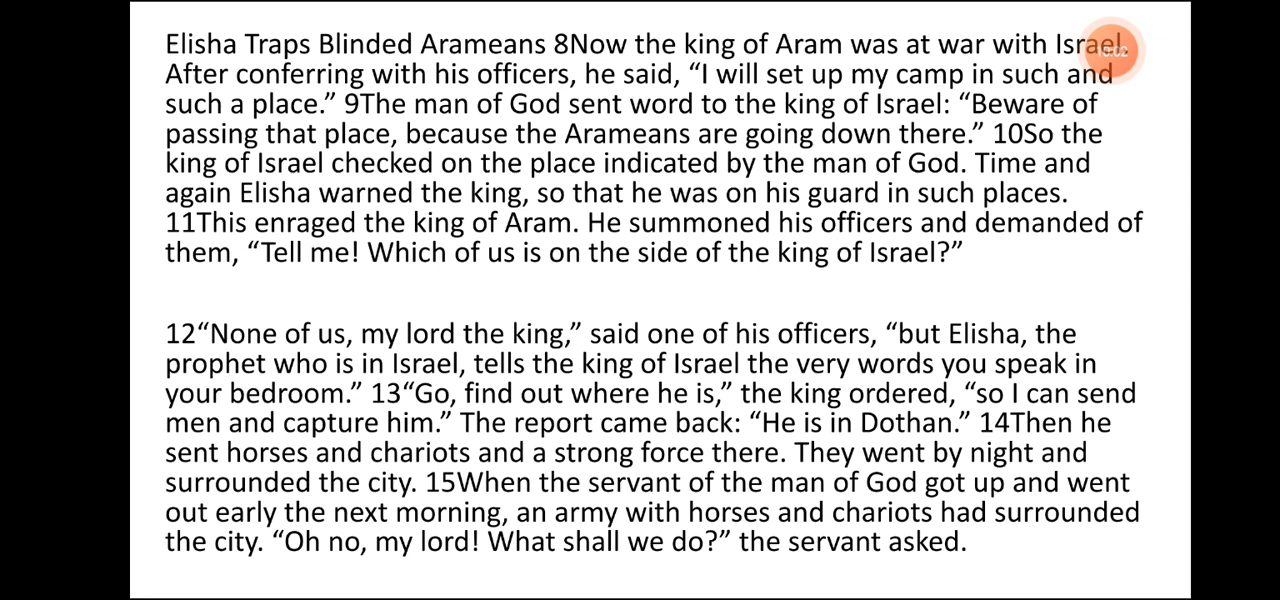 Elisha Traps Blinded Arameans 8Now the king of Aram was at war with Israel.
After conferring with his officers, he said, “I will set up my camp in such and
such a place.” 9The man of God sent word to the king of Israel: “Beware of
passing that place, because the Arameans are going down there.” 10So the
king of Israel checked on the place indicated by the man of God. Time and
again Elisha warned the king, so that he was on his guard in such places.
11This enraged the king of Aram. He summoned his officers and demanded of
them, “Tell me! Which of us is on the side of the king of Israel?”
12“None of us, my lord the king,” said one of his officers, “but Elisha, the
prophet who is in Israel, tells the king of Israel the very words you speak in
your bedroom.” 13“Go, find out where he is,” the king ordered, “so I can send
men and capture him.” The report came back: “He is in Dothan.” 14Then he
sent horses and chariots and a strong force there. They went by night and
surrounded the city. 15When the servant of the man of God got up and went
out early the next morning, an army with horses and chariots had surrounded
the city. “Oh no, my lord! What shall we do?” the servant asked.